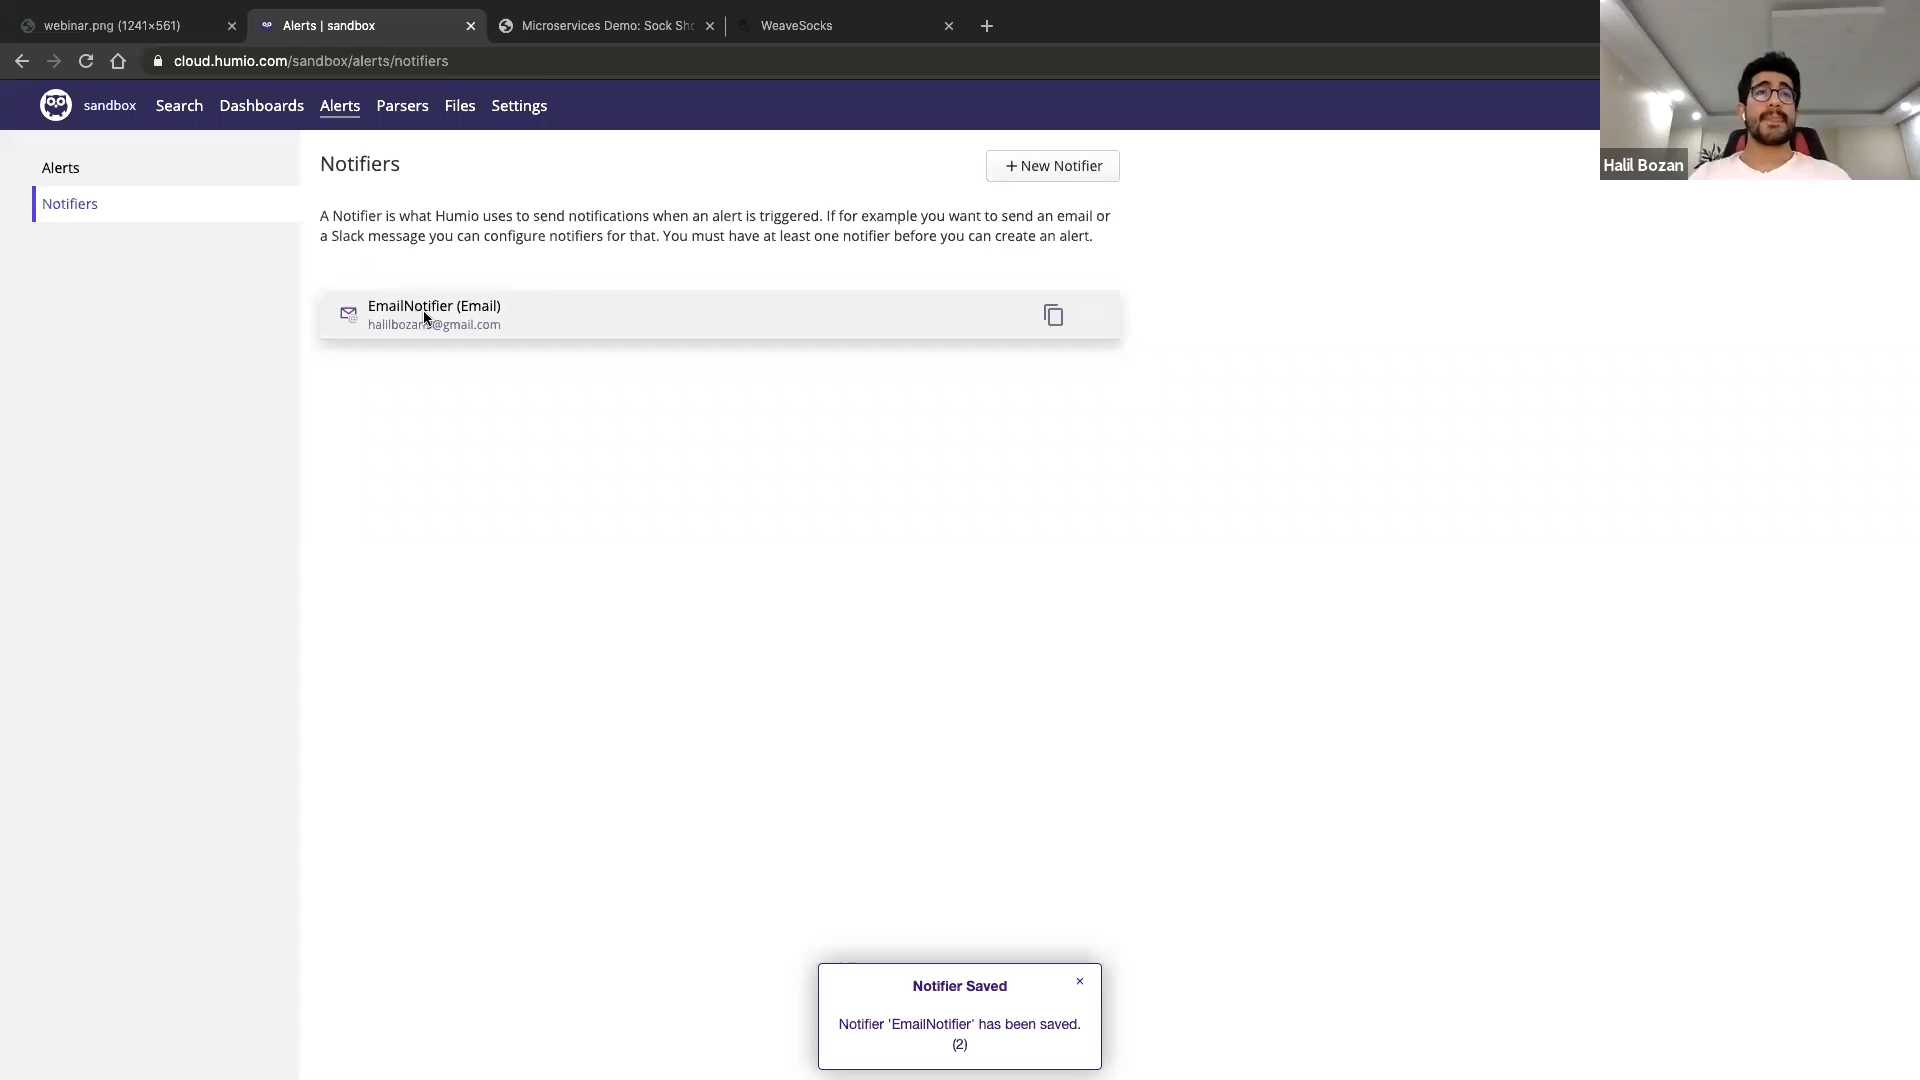 webinar.png (1241×561)
Alerts | sandbox
Microservices Demo: Sock Sh
WeaveSocks
cloud.humio.com/sandbox/alerts/notifiers
sandbox
Search
Dashboards
Alerts
Parsers
Files
Settings
Halil Bozan
Alerts
Notifiers
Notifiers
+ New Notifier
A Notifier is what Humio uses to send notifications when an alert is triggered. If for example you want to send an email or
a Slack message you can configure notifiers for that. You must have at least one notifier before you can create an alert.
EmailNotifier (Email)
@gmail.com
Notifier Saved
Notifier 'EmailNotifier' has been saved.
(2)